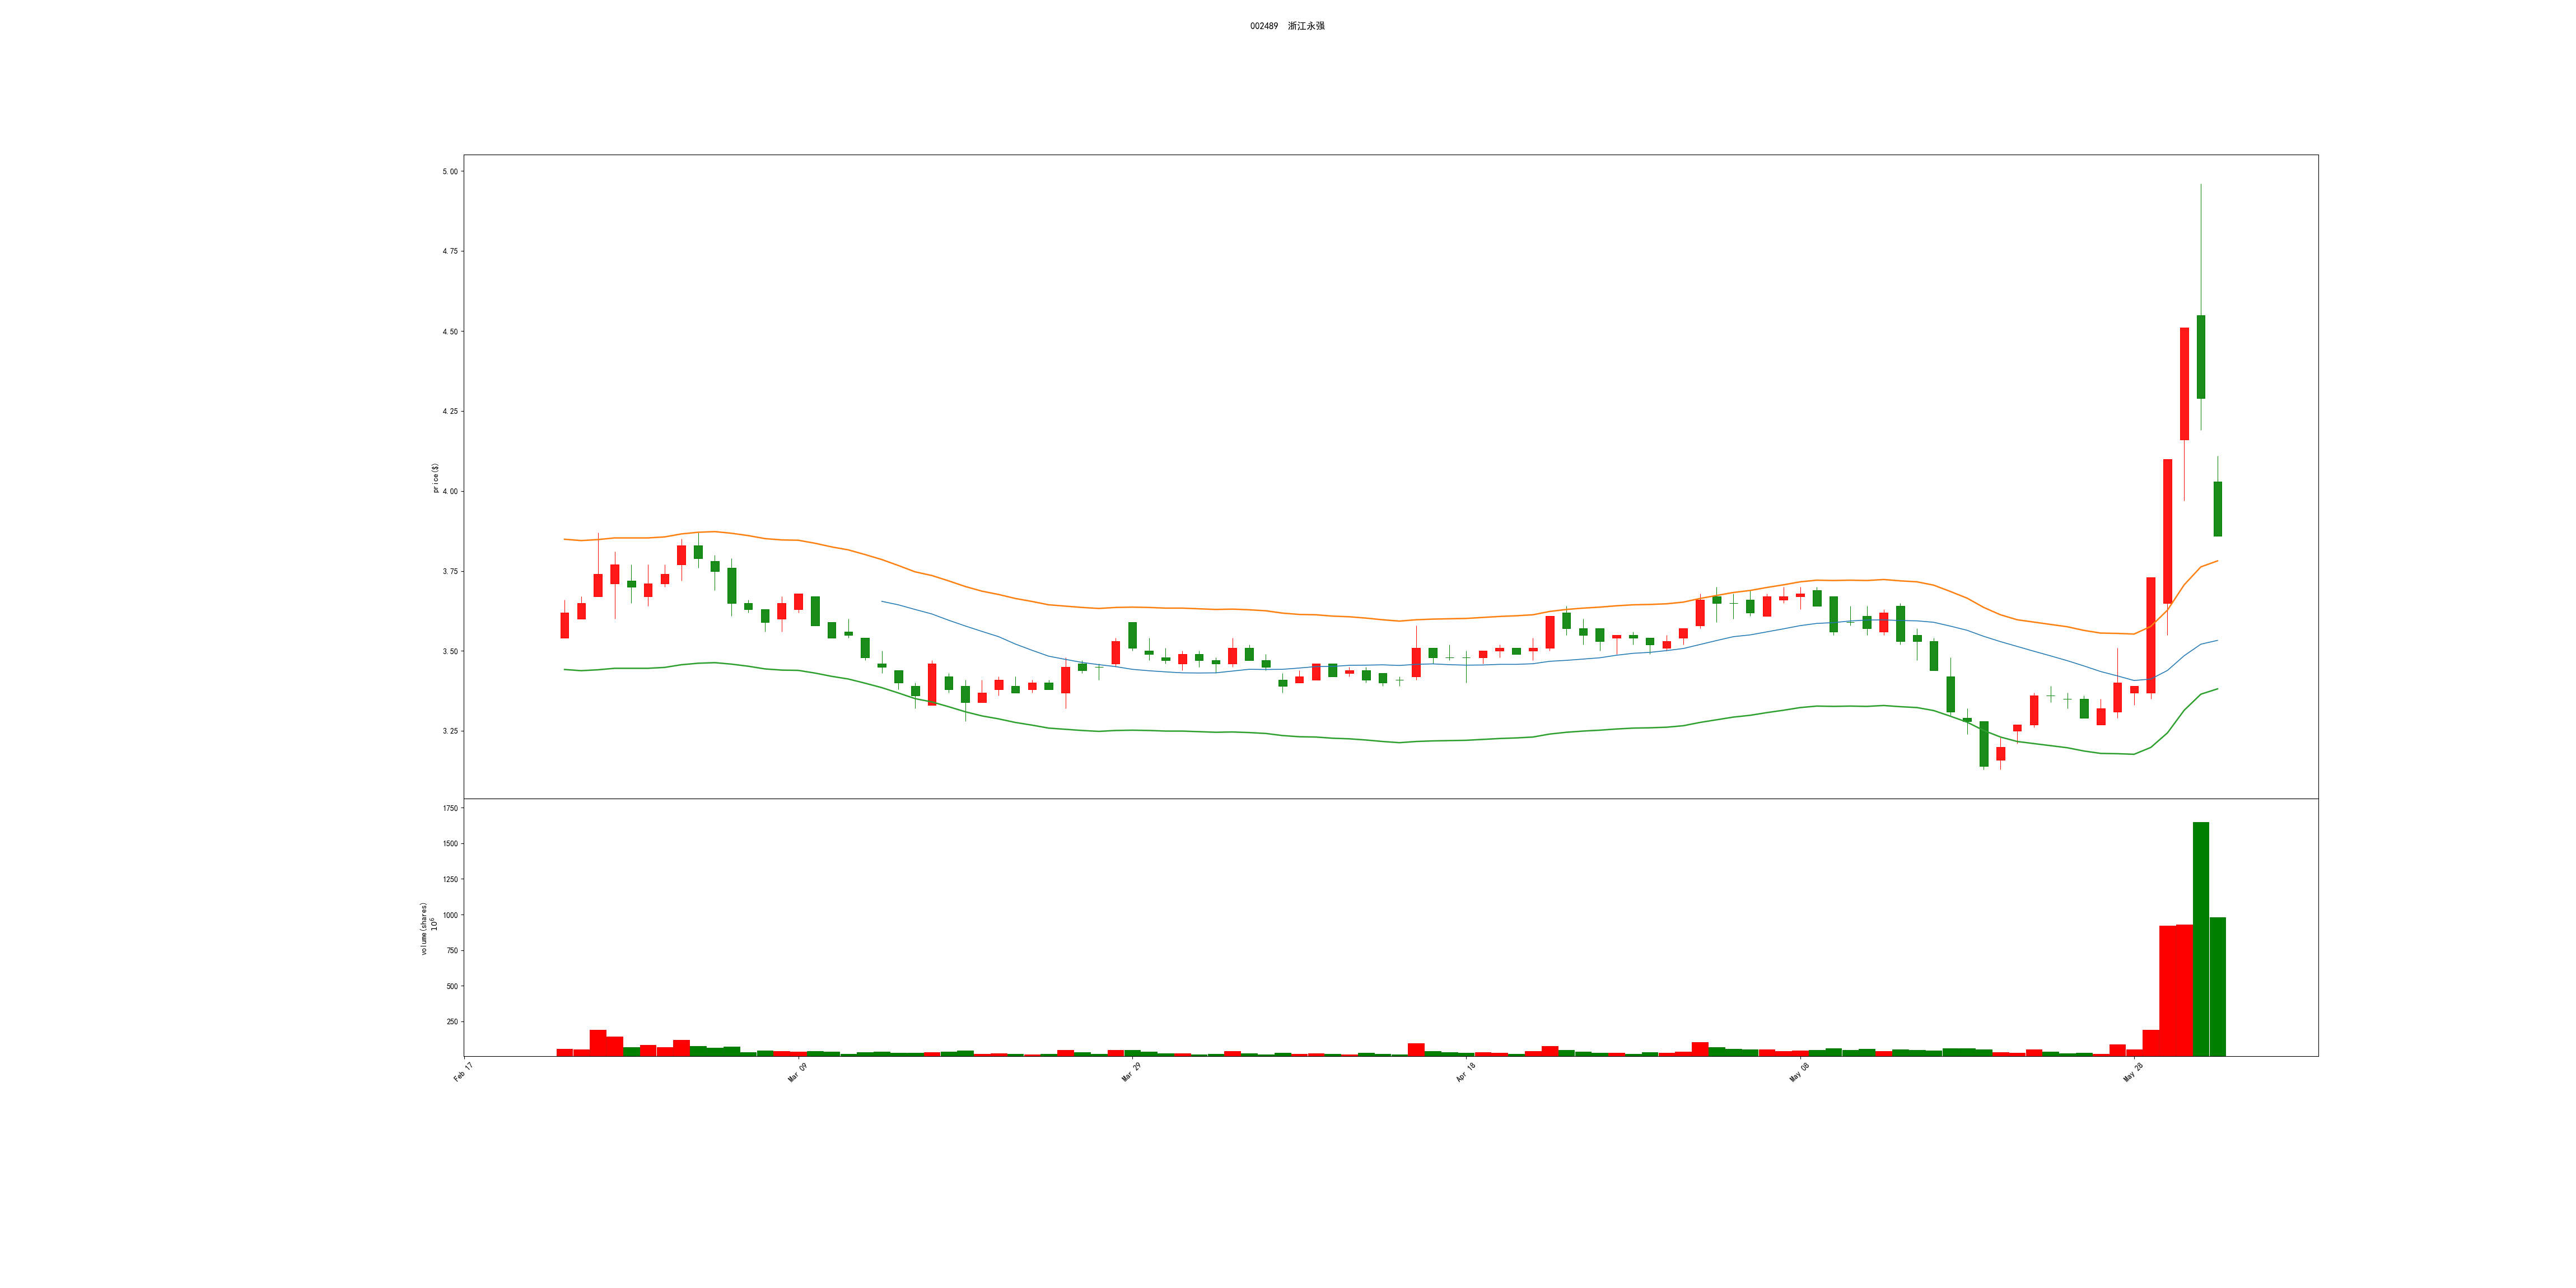 002489 浙江永强
5.00
4.75
4.50
4.25
4.00
3.75
3.50
3.25
price($)
1750
1500
1250
1000
750
500
250
volume(shares)
10^6
Feb 17
Mar 09
Mar 29
Apr 18
May 08
May 28